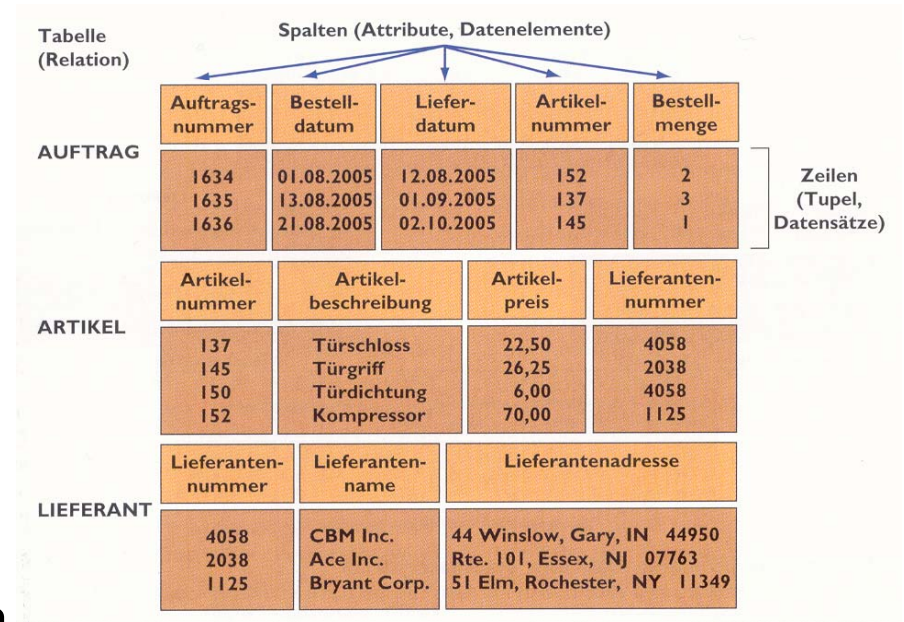 Tabelle
(Relation)
Spalten (Attribute, Datenelemente)
AUFTRAG
Auftrags-
nummer
Bestell-
datum
Liefer-
datum
Artikel-
nummer
Bestell-
menge
1634 01.08.2005 12.08.2005 152 2
1635 13.08.2005 01.09.2005 137 3
1636 21.08.2005 02.10.2005 145 1
Zeilen
(Tupel,
Datensätze)
ARTIKEL
Artikel-
nummer
Artikel-
beschreibung
Artikel-
preis
Lieferanten-
nummer
137 Türschloss 22,50 4058
145 Türgriff 26,25 2038
150 Türdichtung 6,00 4058
152 Kompressor 70,00 1125
LIEFERANT
Lieferanten-
nummer
Lieferanten-
name
Lieferantenadresse
4058 CBM Inc. 44 Winslow, Gary, IN 44950
2038 Ace Inc. Rte. 101, Essex, NJ 07763
1125 Bryant Corp. 51 Elm, Rochester, NY 11349